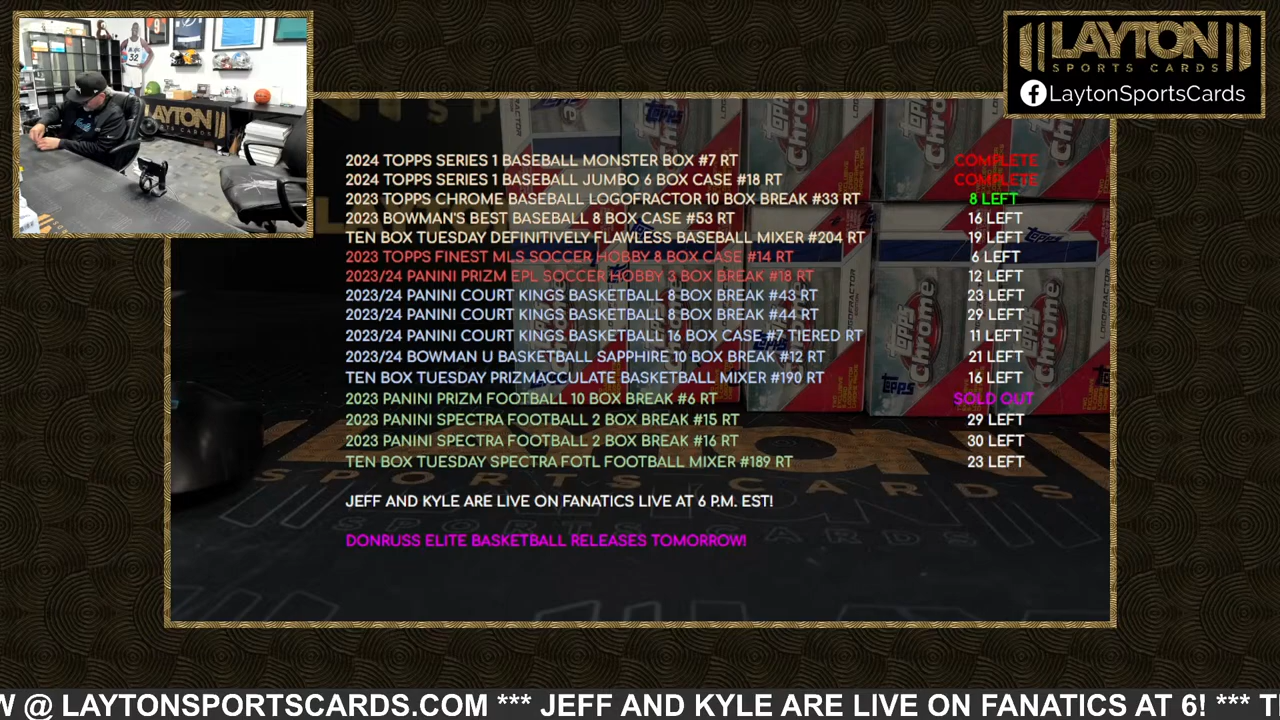 LAYTON
SPORTS CARDS
LaytonSportsCards
2024 TOPPS SERIES 1 BASEBALL MONSTER BOX #7 RT COMPLETE
2024 TOPPS SERIES 1 BASEBALL JUMBO 6 BOX CASE #18 RT COMPLETE
2023 TOPPS CHROME BASEBALL LOGOFRACTOR 10 BOX BREAK #33 RT 8 LEFT
2023 BOWMAN'S BEST BASEBALL 8 BOX CASE #53 RT 16 LEFT
TEN BOX TUESDAY DEFINITIVELY FLAWLESS BASEBALL MIXER #204 RT 19 LEFT
2023 TOPPS FINEST MLS SOCCER HOBBY 8 BOX CASE #14 RT 6 LEFT
2023/24 PANINI PRIZM EPL SOCCER HOBBY 3 BOX BREAK #18 RT 12 LEFT
2023/24 PANINI COURT KINGS BASKETBALL 8 BOX BREAK #43 RT 23 LEFT
2023/24 PANINI COURT KINGS BASKETBALL 8 BOX BREAK #44 RT 29 LEFT
2023/24 PANINI COURT KINGS BASKETBALL 16 BOX CASE #7 TIERED RT 11 LEFT
2023/24 BOWMAN U BASKETBALL SAPPHIRE 10 BOX BREAK #12 RT 21 LEFT
TEN BOX TUESDAY PRIZMACCULATE BASKETBALL MIXER #190 RT 16 LEFT
2023 PANINI PRIZM FOOTBALL 10 BOX BREAK #6 RT SOLD OUT
2023 PANINI SPECTRA FOOTBALL 2 BOX BREAK #15 RT 29 LEFT
2023 PANINI SPECTRA FOOTBALL 2 BOX BREAK #16 RT 30 LEFT
TEN BOX TUESDAY SPECTRA FOTL FOOTBALL MIXER #189 RT 23 LEFT
JEFF AND KYLE ARE LIVE ON FANATICS LIVE AT 6 P.M. EST!
DONRUSS ELITE BASKETBALL RELEASES TOMORROW!
W @ LAYTONSPORTSCARDS.COM *** JEFF AND KYLE ARE LIVE ON FANATICS AT 6! *** T